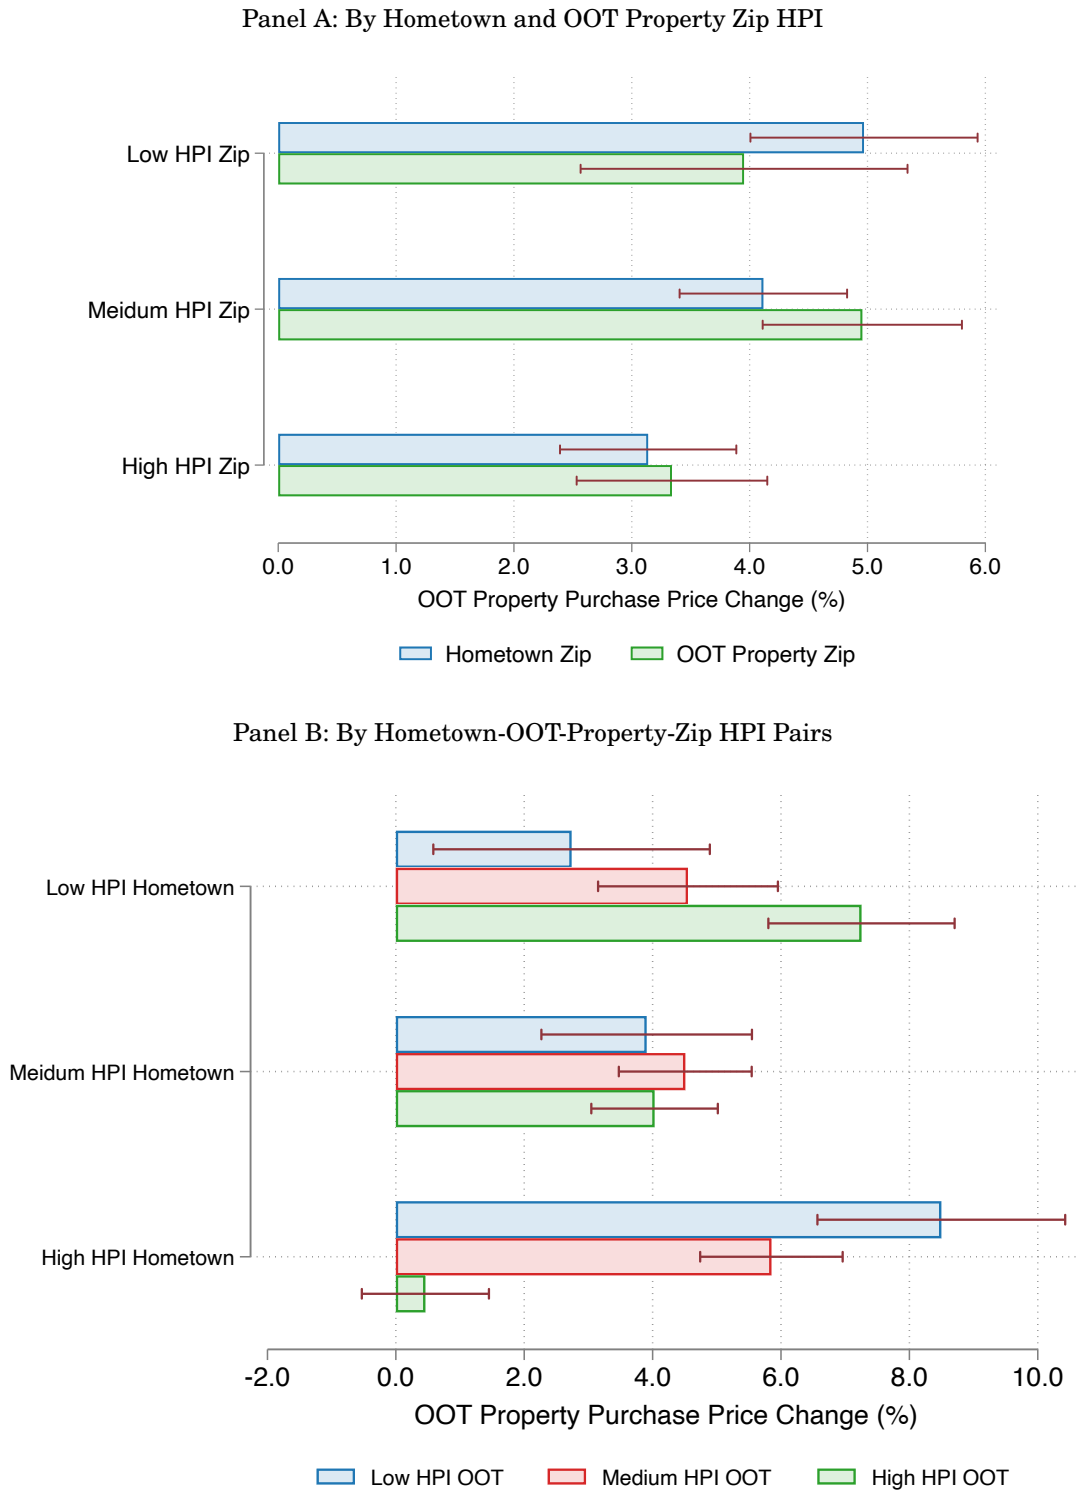 Panel A: By Hometown and OOT Property Zip HPI
Low HPI Zip
Meidum HPI Zip
High HPI Zip
0.0 1.0 2.0 3.0 4.0 5.0 6.0
OOT Property Purchase Price Change (%)
Hometown Zip OOT Property Zip
Panel B: By Hometown-OOT-Property-Zip HPI Pairs
Low HPI Hometown
Meidum HPI Hometown
High HPI Hometown
-2.0 0.0 2.0 4.0 6.0 8.0 10.0
OOT Property Purchase Price Change (%)
Low HPI OOT Medium HPI OOT High HPI OOT